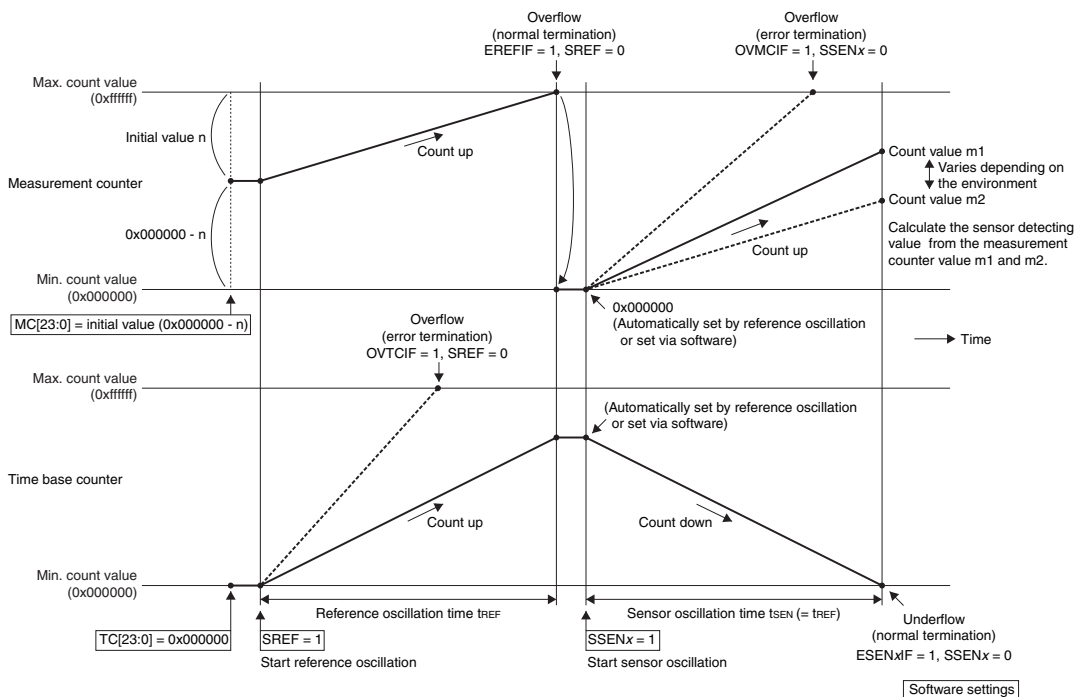 Overflow
(normal termination)
EREFIF = 1, SREF = 0
Overflow
(error termination)
OVMCIF = 1, SSENx = 0
Max. count value
(0xffffff)
Initial value n
Count up
Measurement counter
0x000000 - n
Count value m1
Varies depending on
the environment
Count value m2
Count up
Calculate the sensor detecting
value from the measurement
counter value m1 and m2.
Min. count value
(0x000000)
MC[23:0] = initial value (0x000000 - n)
0x000000
(Automatically set by reference oscillation
or set via software)
Time
Overflow
(error termination)
OVTCIF = 1, SREF = 0
Max. count value
(0xffffff)
(Automatically set by reference oscillation
or set via software)
Time base counter
Count up
Count down
Min. count value
(0x000000)
Reference oscillation time tREF
Sensor oscillation time tSEN (= tREF)
TC[23:0] = 0x000000
SREF = 1
Start reference oscillation
SSENx = 1
Start sensor oscillation
Underflow
(normal termination)
ESENxIF = 1, SSENx = 0
Software settings